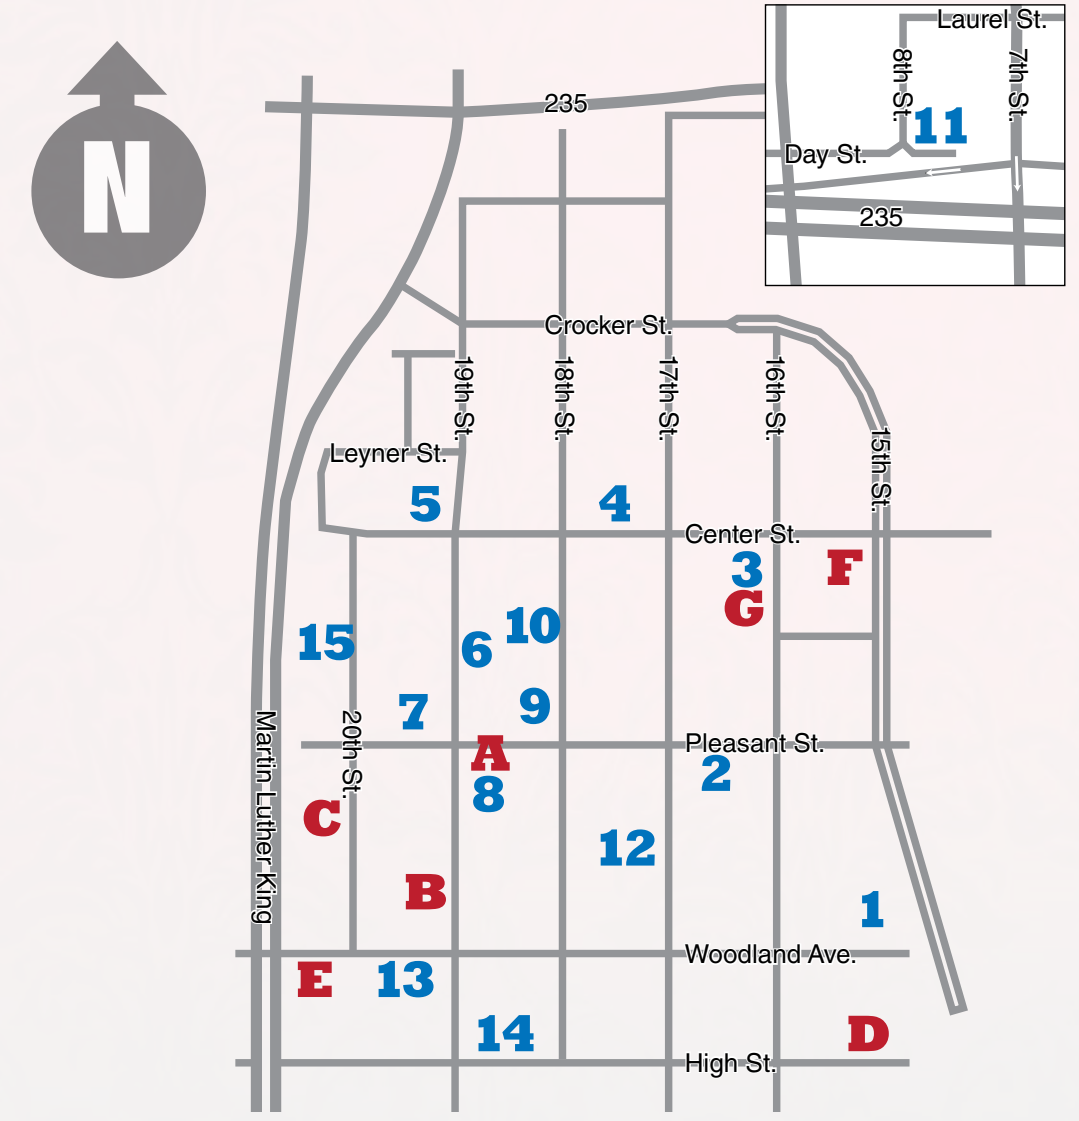 Laurel St.
8th St.
7th St.
11
Day St.
235
235
N
Crocker St.
19th St.
18th St.
17th St.
16th St.
15th St.
Leyner St.
5
4
Center St.
3
F
G
10
15
6
7
9
Martin Luther King
20th St.
Pleasant St.
A
2
8
C
12
B
1
Woodland Ave.
E
13
14
D
High St.